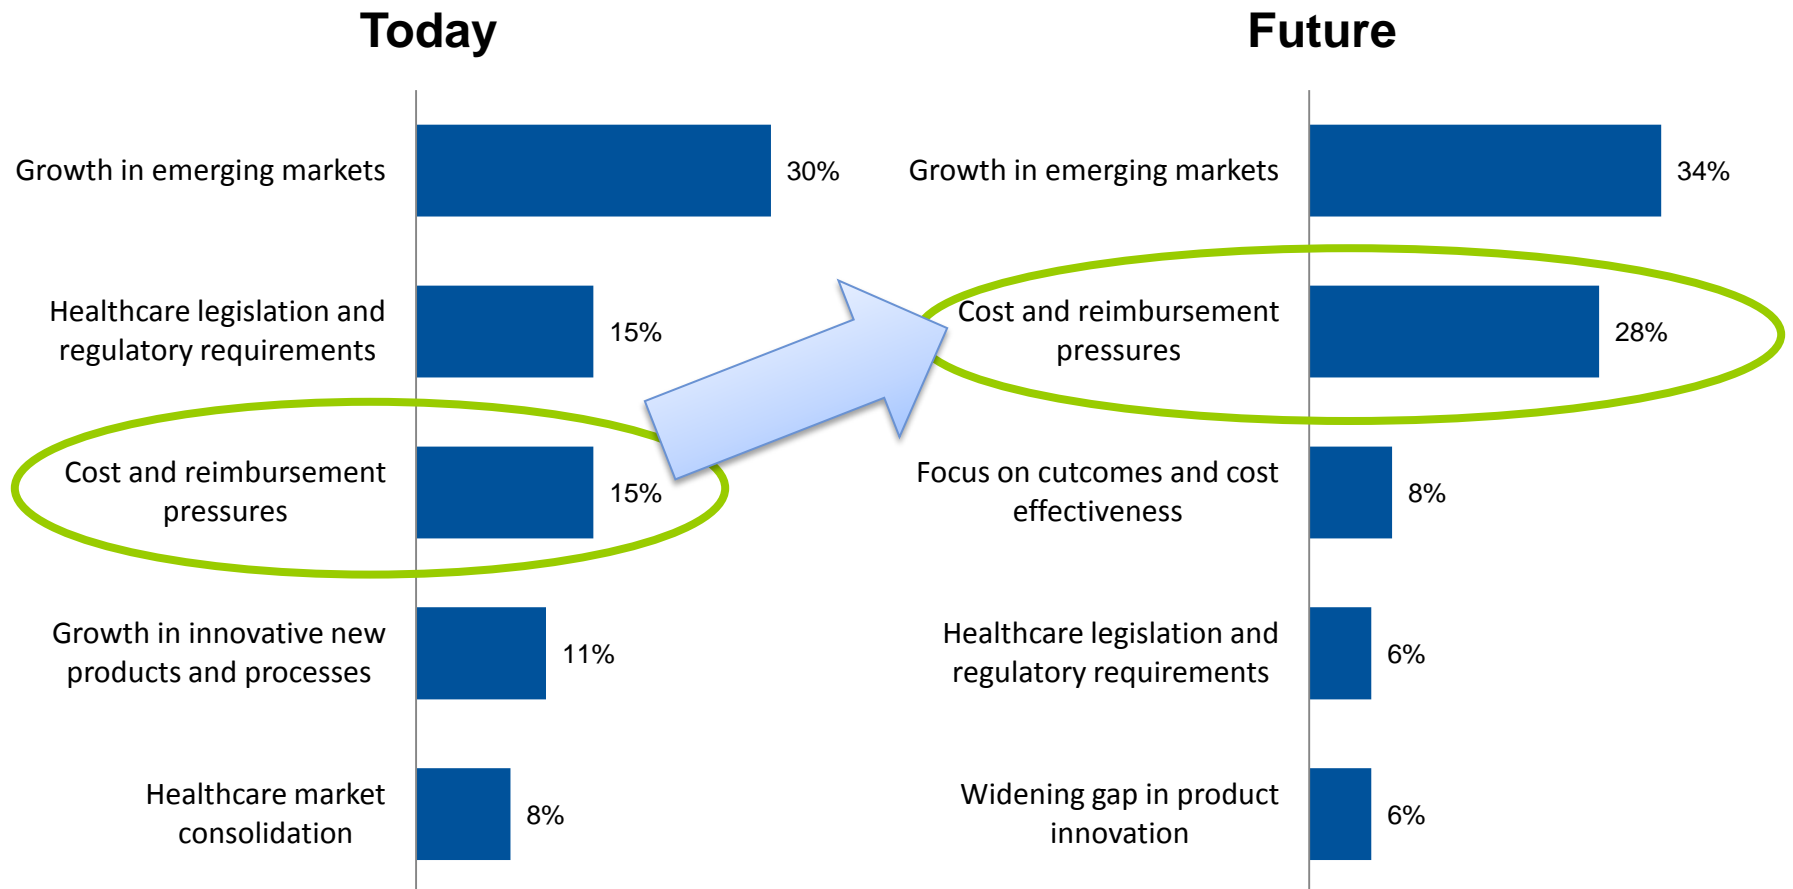 Today
Growth in emerging markets
30%
Healthcare legislation and
regulatory requirements
15%
Cost and reimbursement
pressures
15%
Growth in innovative new
products and processes
11%
Healthcare market
consolidation
8%
Future
Growth in emerging markets
34%
Cost and reimbursement
pressures
28%
Focus on cutcomes and cost
effectiveness
8%
Healthcare legislation and
regulatory requirements
6%
Widening gap in product
innovation
6%